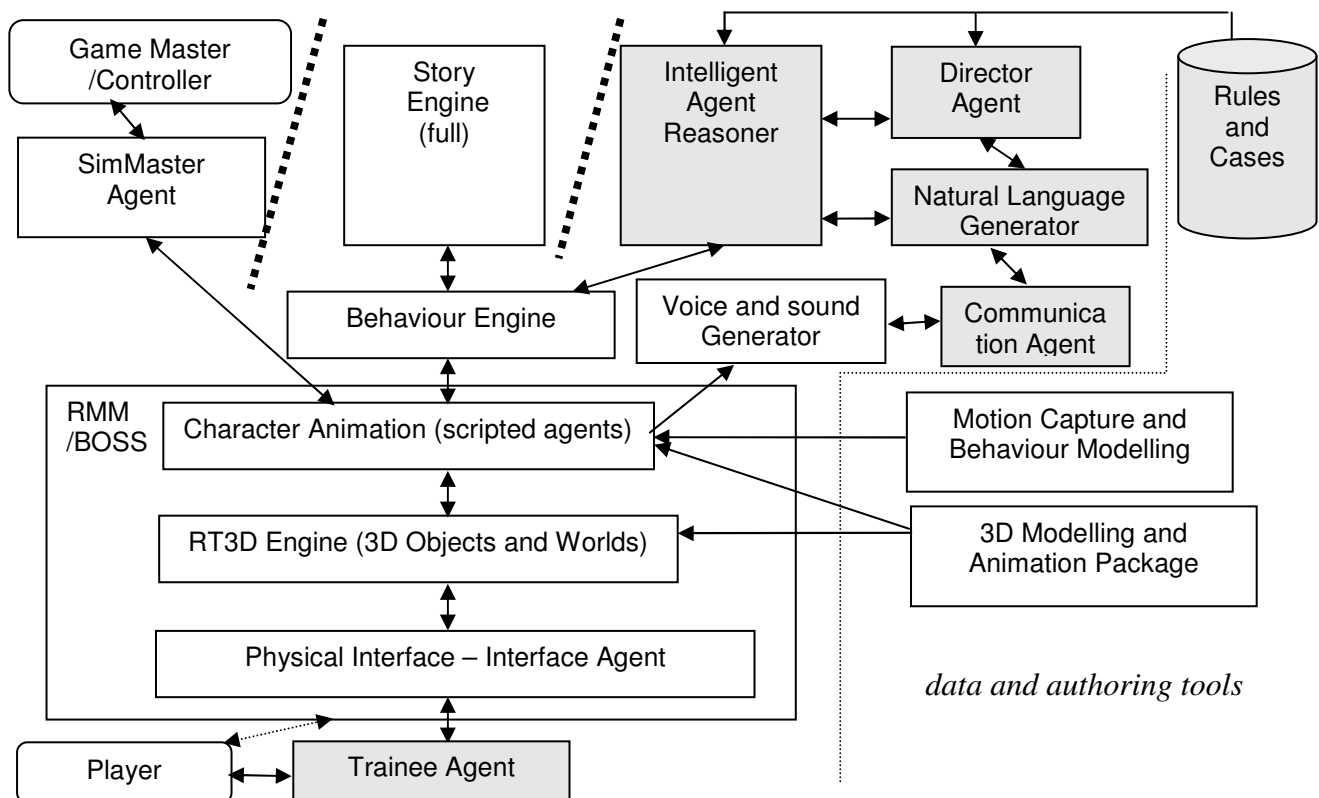 Game Master
/Controller
SimMaster
Agent
Story
Engine
(full)
Intelligent
Agent
Reasoner
Director
Agent
Rules
and
Cases
Natural Language
Generator
Behaviour Engine
Voice and sound
Generator
Communica
tion Agent
RMM
/BOSS
Character Animation (scripted agents)
Motion Capture and
Behaviour Modelling
RT3D Engine (3D Objects and Worlds)
3D Modelling and
Animation Package
Physical Interface – Interface Agent
data and authoring tools
Player
Trainee Agent